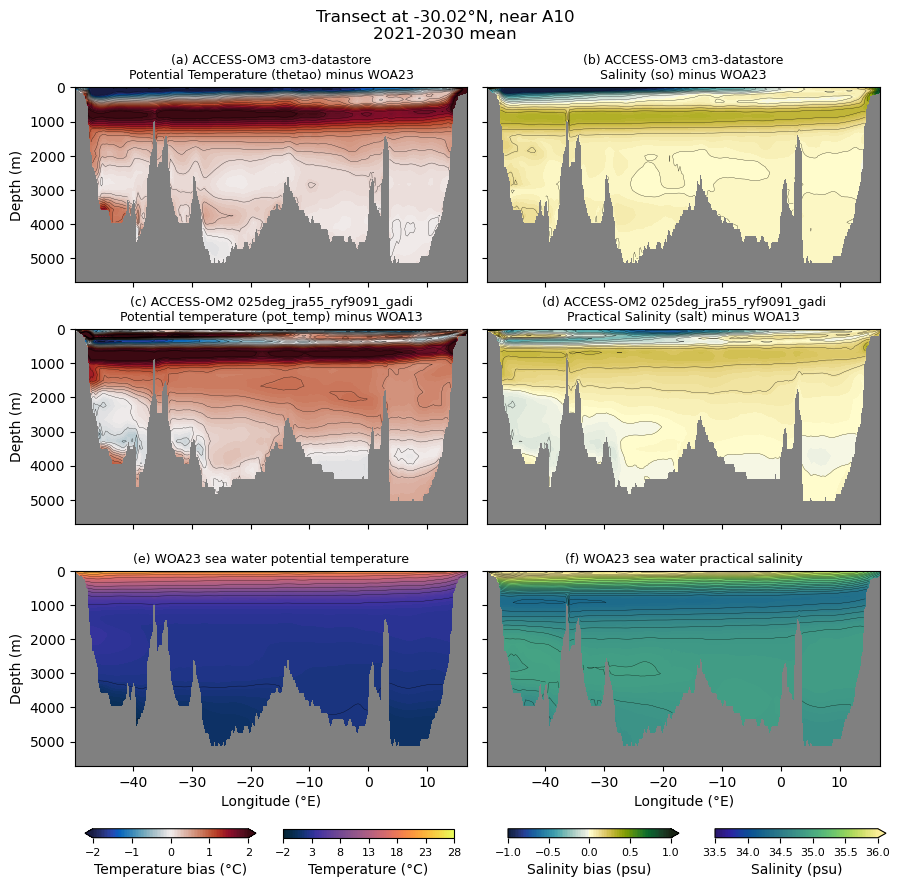 Transect at -30.02°N, near A10
2021-2030 mean
(a) ACCESS-OM3 cm3-datastore
Potential Temperature (thetao) minus WOA23
(b) ACCESS-OM3 cm3-datastore
Salinity (so) minus WOA23
0
1000
2000
3000
4000
5000
Depth (m)
(c) ACCESS-OM2 025deg_jra55_ryf9091_gadi
Potential temperature (pot_temp) minus WOA13
(d) ACCESS-OM2 025deg_jra55_ryf9091_gadi
Practical Salinity (salt) minus WOA13
0
1000
2000
3000
4000
5000
Depth (m)
(e) WOA23 sea water potential temperature
(f) WOA23 sea water practical salinity
0
1000
2000
3000
4000
5000
Depth (m)
−40 −30 −20 −10 0 10
Longitude (°E)
−40 −30 −20 −10 0 10
Longitude (°E)
−2 −1 0 1 2
Temperature bias (°C)
−2 3 8 13 18 23 28
Temperature (°C)
−1.0 −0.5 0.0 0.5 1.0
Salinity bias (psu)
33.5 34.0 34.5 35.0 35.5 36.0
Salinity (psu)